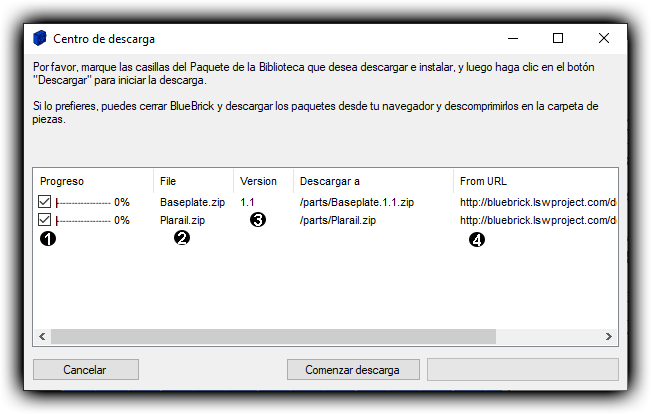 Centro de descarga
Por favor, marque las casillas del Paquete de la Biblioteca que desea descargar e instalar, y luego haga clic en el botón
"Descargar" para iniciar la descarga.
Si lo prefieres, puedes cerrar BlueBrick y descargar los paquetes desde tu navegador y descomprimirlos en la carpeta de
piezas.
Progreso File Version Descargar a From URL
0% Baseplate.zip 1.1 /parts/Baseplate.1.1.zip http://bluebrick.lswproject.com/d
0% Plarail.zip /parts/Plarail.zip http://bluebrick.lswproject.com/d
1 2 3 4
Cancelar Comenzar descarga